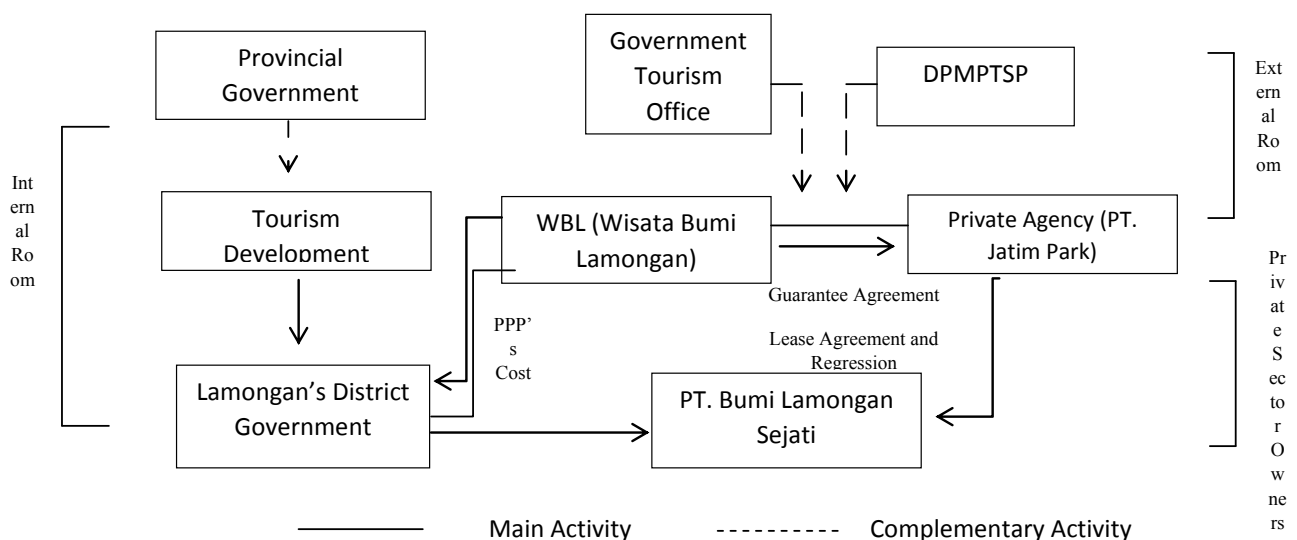 Provincial
Government
Government
Tourism
Office
DPMPTSP
Ext
ern
al
Ro
om
Int
ern
al
Ro
om
Tourism
Development
WBL (Wisata Bumi
Lamongan)
Private Agency (PT.
Jatim Park)
Guarantee Agreement
PPP'
s
Cost
Lease Agreement and
Regression
Lamongan's District
Government
PT. Bumi Lamongan
Sejati
Pr
iv
at
e
S
ec
to
r
O
w
ne
rs
Main Activity
Complementary Activity